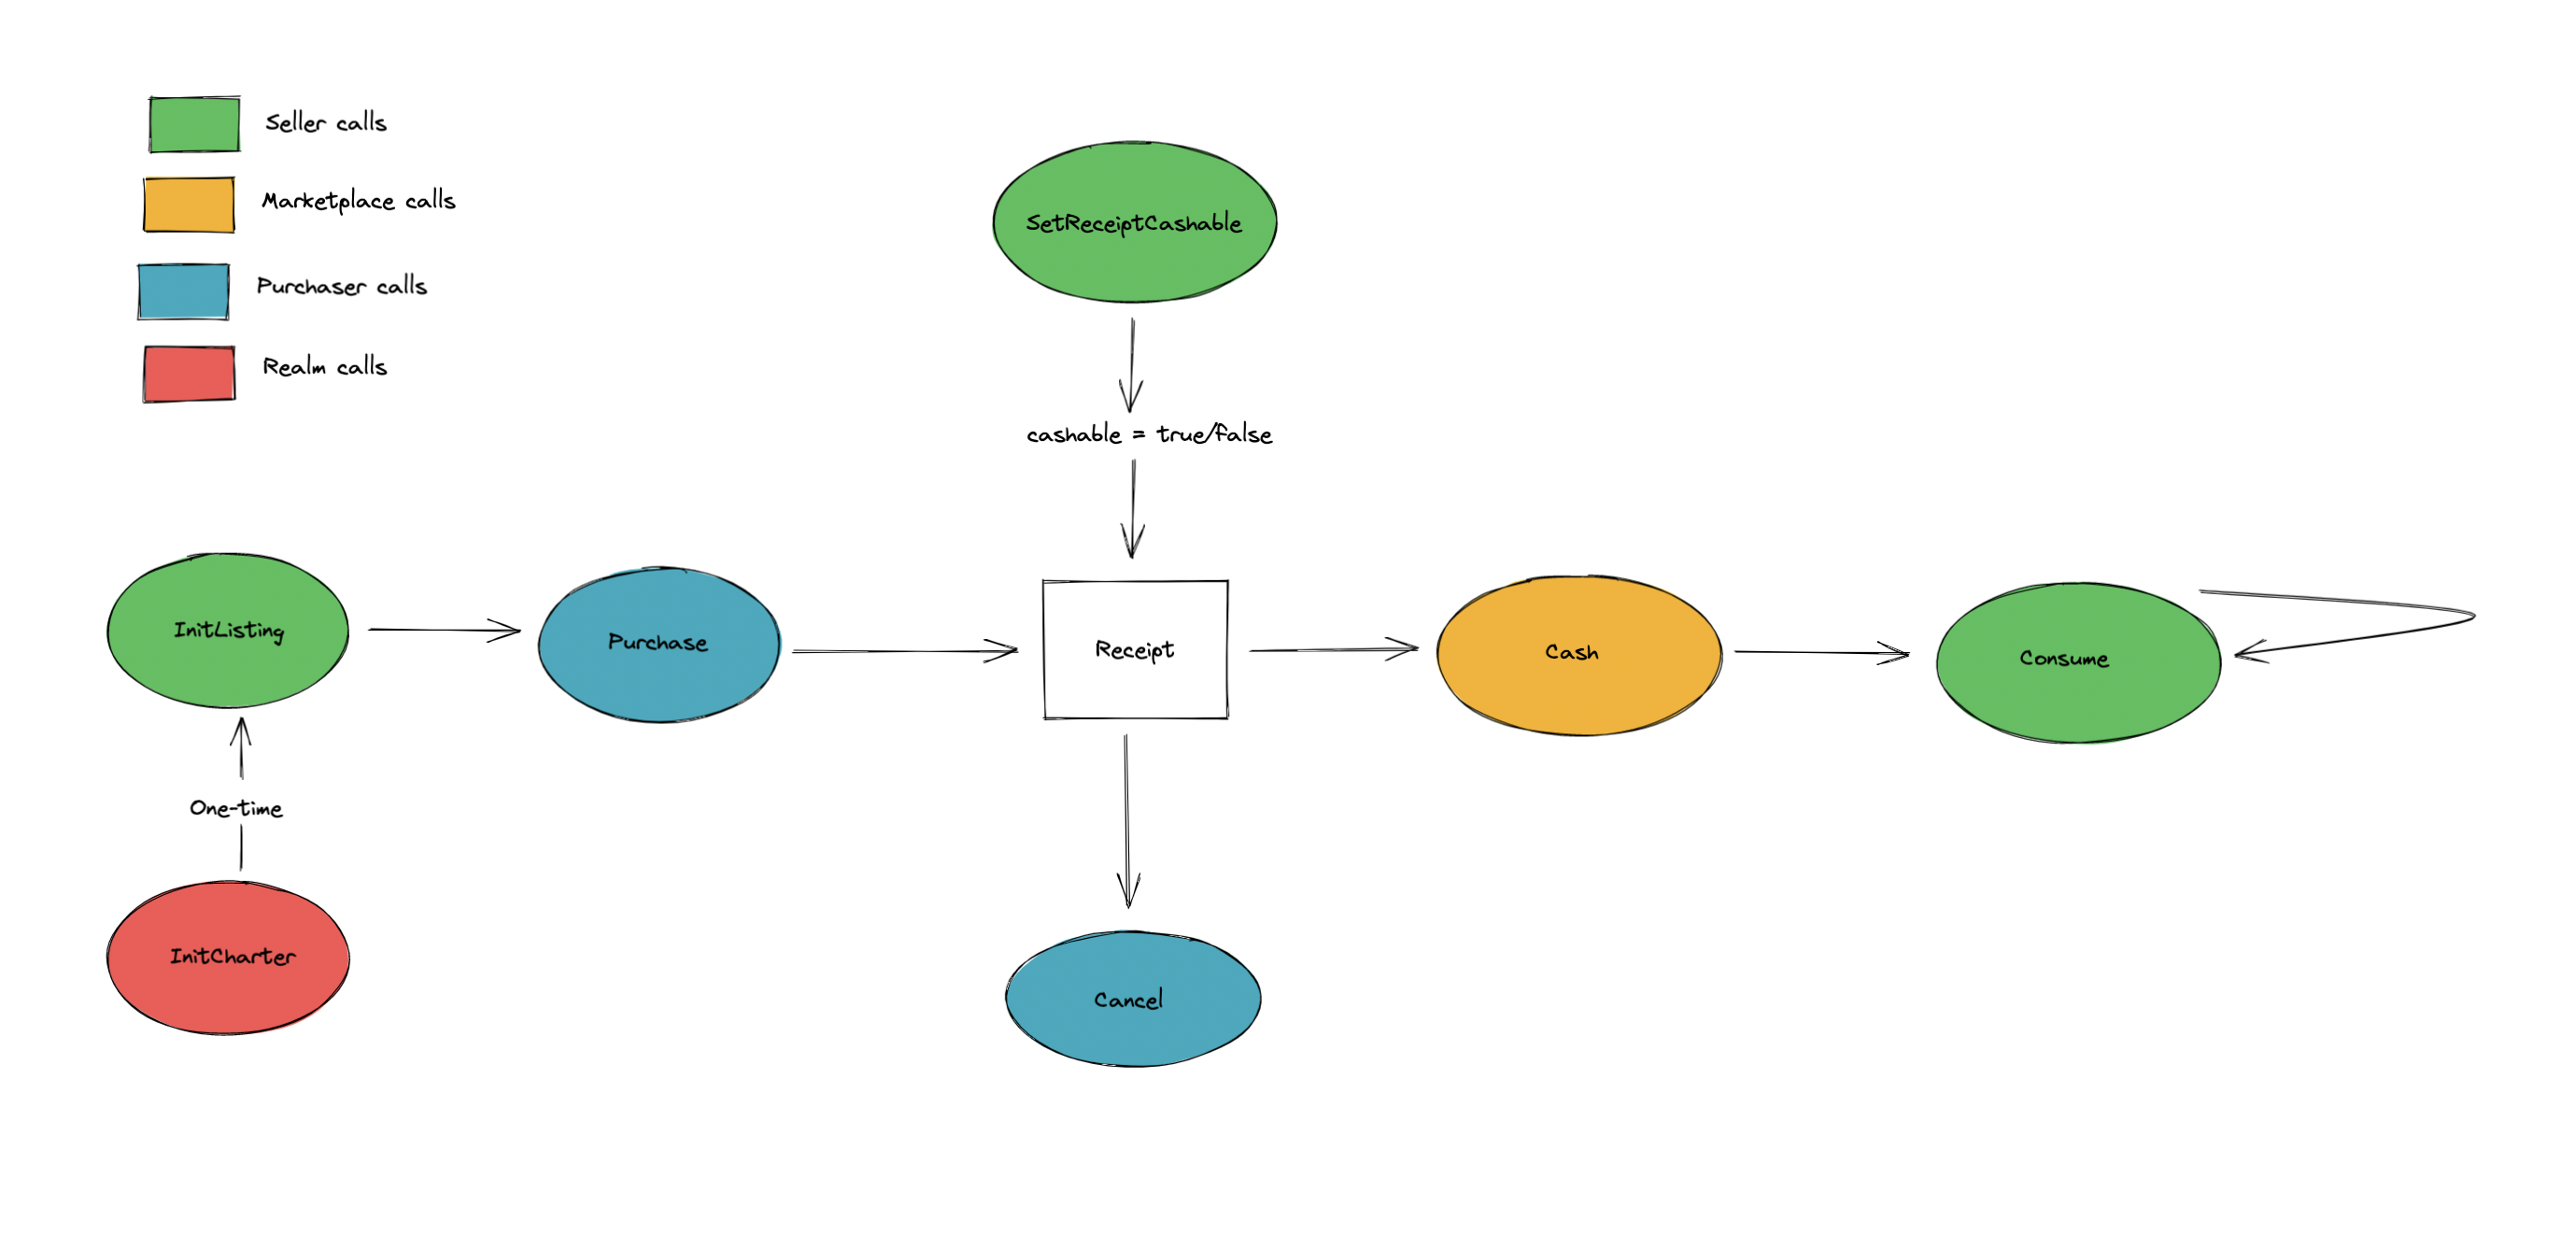 Seller calls
Marketplace calls
Purchaser calls
Realm calls
SetReceiptCashable
cashable = true/false
InitListing
Purchase
Receipt
Cash
Consume
One-time
InitCharter
Cancel